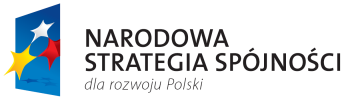 NARODOWA
STRATEGIA SPÓJNOŚCI
dla rozwoju Polski